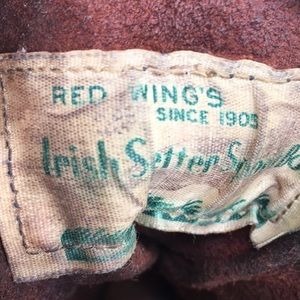 RED WING'S
SINCE 1905
Irish Setter